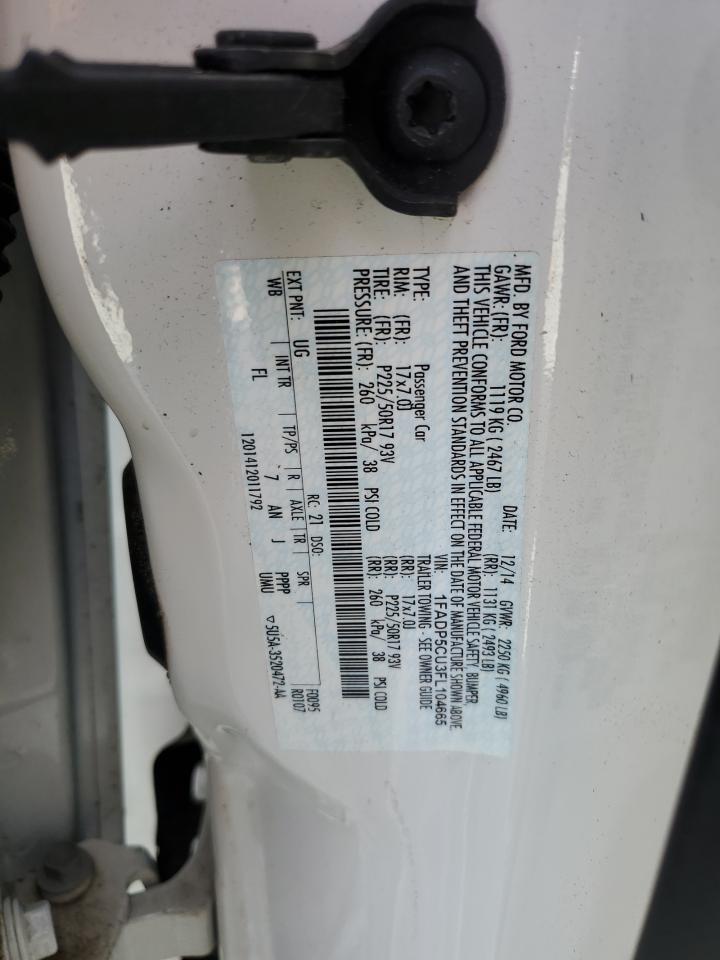 MFD. BY FORD MOTOR CO.
DATE: 12/14 GVWR: 2250 KG ( 4960 LB)
GAWR: (FR): 1119 KG ( 2467 LB) (RR): 1131 KG ( 2493 LB)
THIS VEHICLE CONFORMS TO ALL APPLICABLE FEDERAL MOTOR VEHICLE SAFETY, BUMPER,
AND THEFT PREVENTION STANDARDS IN EFFECT ON THE DATE OF MANUFACTURE SHOWN ABOVE.
VIN: 1FADP5CU3FL104665
TYPE: Passenger Car TRAILER TOWING - SEE OWNER GUIDE
RIM: (FR): 17x7.0J (RR): 17x7.0J
TIRE: (FR): P225/50R17 93V (RR): P225/50R17 93V
PRESSURE: (FR): 260 kPa/ 38 PSI COLD (RR): 260 kPa/ 38 PSI COLD
F0095
R0107
EXT PNT: UG RC: 21 DSO:
WB INT TR TP/PS R AXLE TR SPR
FL 7 AN J PPPP
UMU
1201412011792 ▽5U5A-3520472-AA